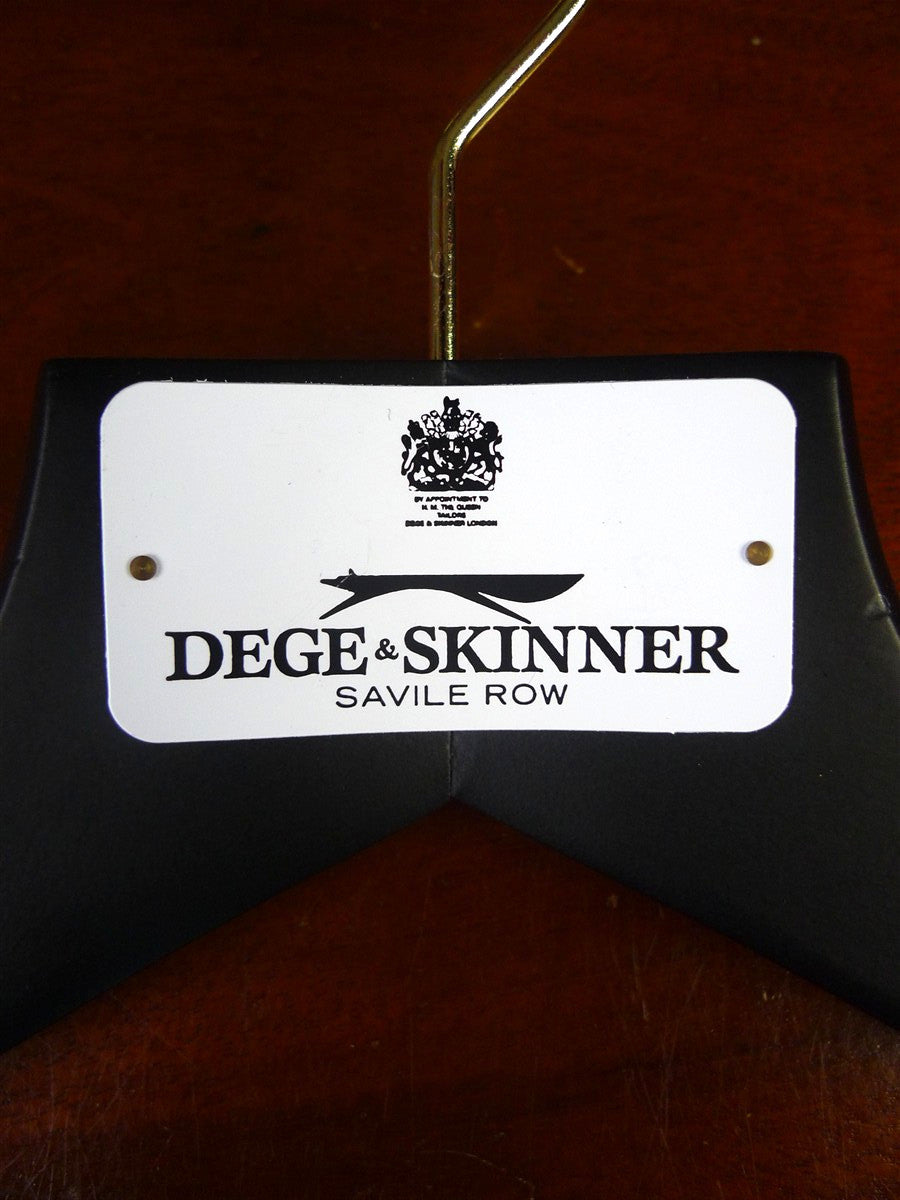 BY APPOINTMENT TO
H. M. THE QUEEN
TAILORS
DEGE & SKINNER LONDON
DEGE & SKINNER
SAVILE ROW